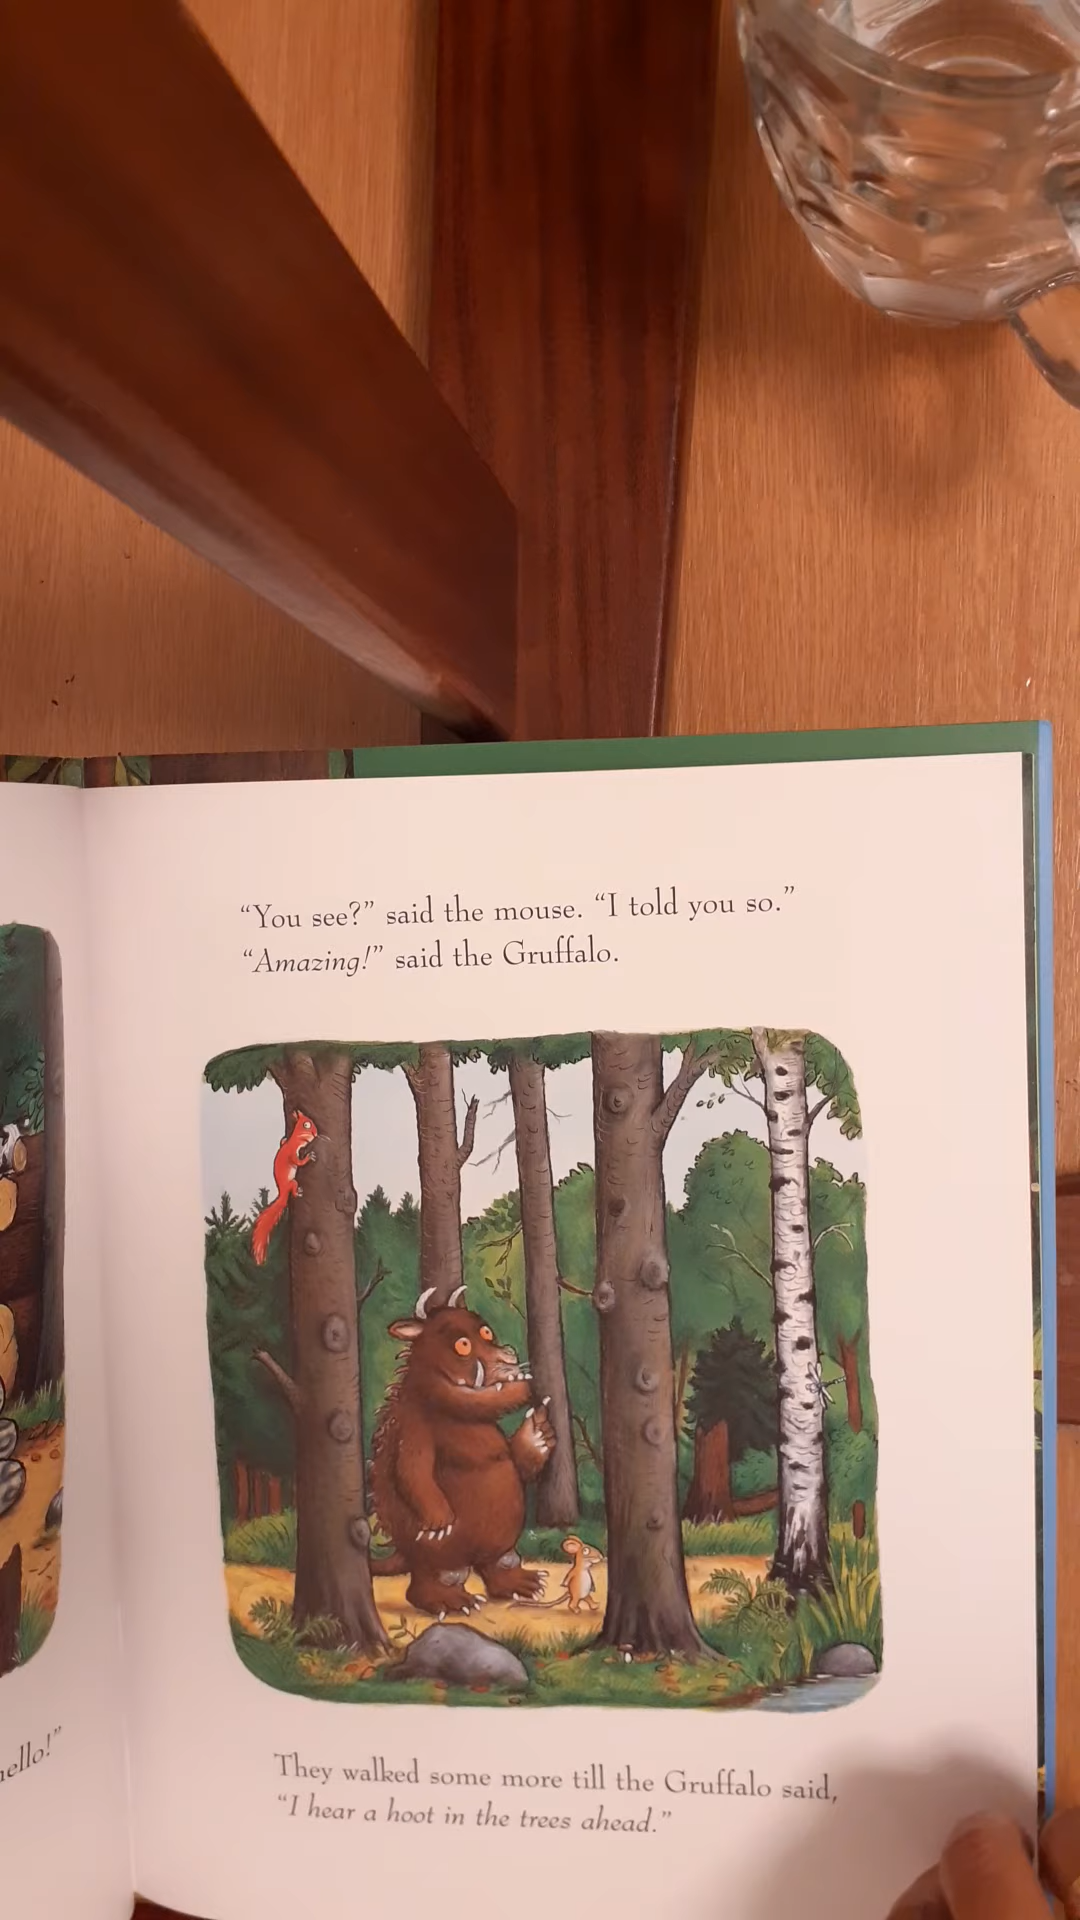 “You see?” said the mouse. “I told you so.”
“Amazing!” said the Gruffalo.
hello!”
They walked some more till the Gruffalo said,
“I hear a hoot in the trees ahead.”